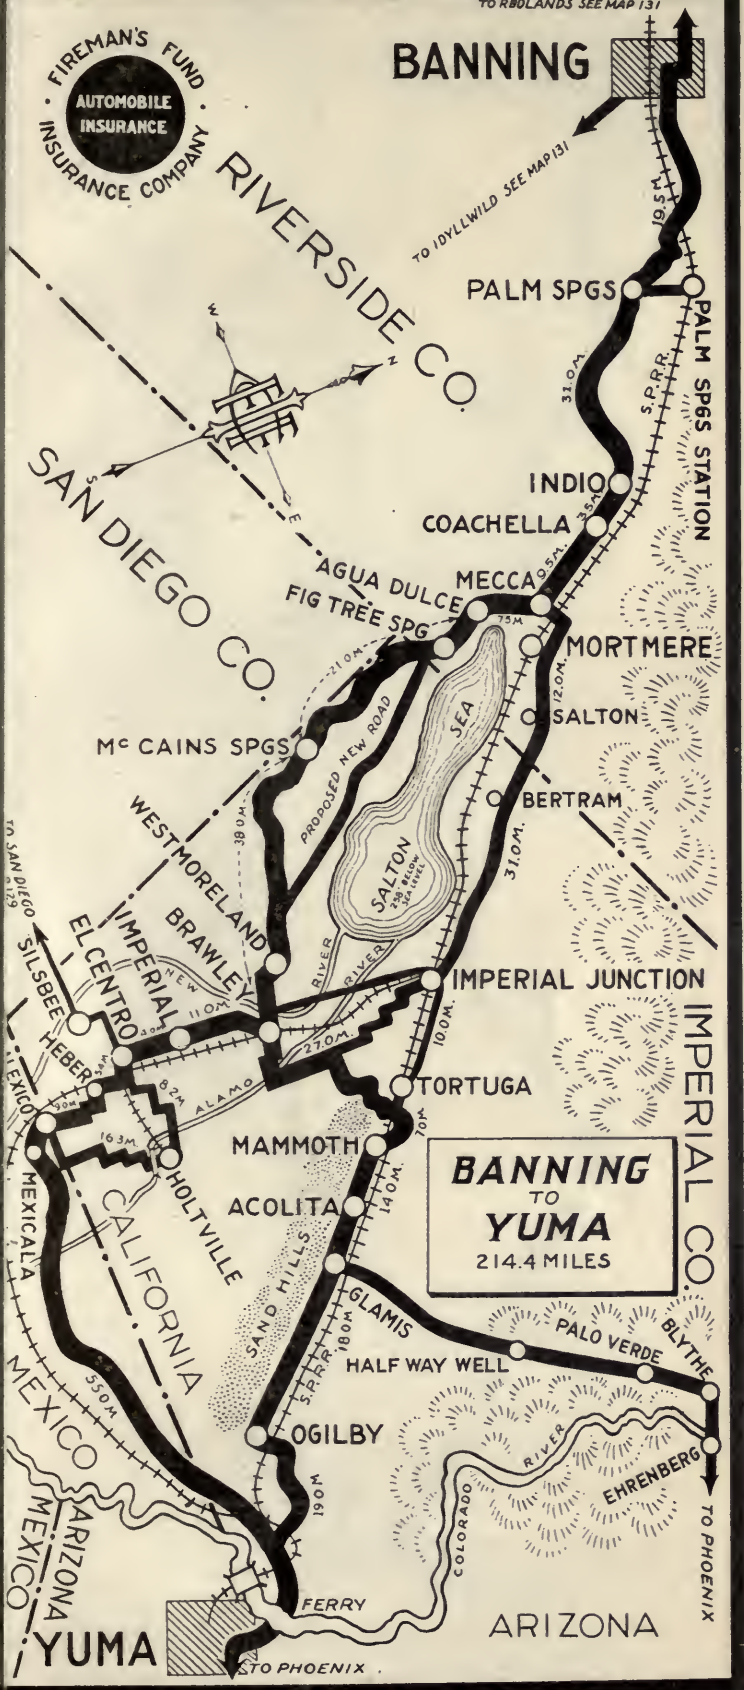 TO REDLANDS SEE MAP 131
FIREMAN'S FUND
INSURANCE COMPANY
AUTOMOBILE
INSURANCE
BANNING
TO IDYLLWILD SEE MAP 131
19.5 M.
RIVERSIDE CO.
PALM SPGS
PALM SPGS STATION
31.0 M.
S.P.R.R.
W
N
S
E
SAN DIEGO CO.
INDIO
3.5 M.
COACHELLA
9.5 M.
MECCA
AGUA DULCE
FIG TREE SPG
7.5 M
MORTMERE
12.0 M.
21.0 M.
SALTON
SEA
McCAINS SPGS
PROPOSED NEW ROAD
BERTRAM
31.0 M.
38.0 M.
SALTON
258' BELOW
SEA LEVEL
WESTMORELAND
TO SAN DIEGO
BRAWLEY
IMPERIAL
EL CENTRO
SILSBEE
NEW
RIVER
RIVER
IMPERIAL JUNCTION
IMPERIAL CO.
11.0 M
27.0 M.
10.0 M.
HEBER
8.2 M
ALAMO
TORTUGA
7.0 M
MEXICO
16.3 M.
MAMMOTH
BANNING
TO
YUMA
214.4 MILES
HOLTVILLE
MEXICALA
ACOLITA
14.0 M.
CALIFORNIA
SAND HILLS
GLAMIS
18.0 M
S.P.R.R.
HALF WAY WELL
PALO VERDE
BLYTHE
MEXICO
55.0 M
OGILBY
19.0 M
COLORADO
RIVER
EHRENBERG
TO PHOENIX
ARIZONA
MEXICO
FERRY
ARIZONA
YUMA
TO PHOENIX